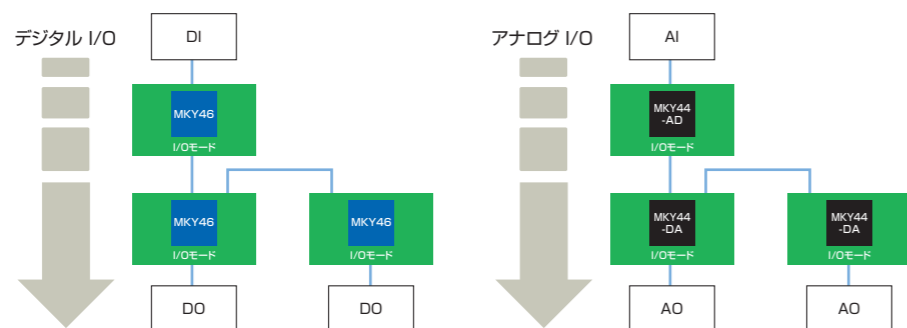 デジタル I/O
DI
MKY46
I/Oモード
MKY46
I/Oモード
MKY46
I/Oモード
DO
DO
アナログ I/O
AI
MKY44
-AD
I/Oモード
MKY44
-DA
I/Oモード
MKY44
-DA
I/Oモード
AO
AO